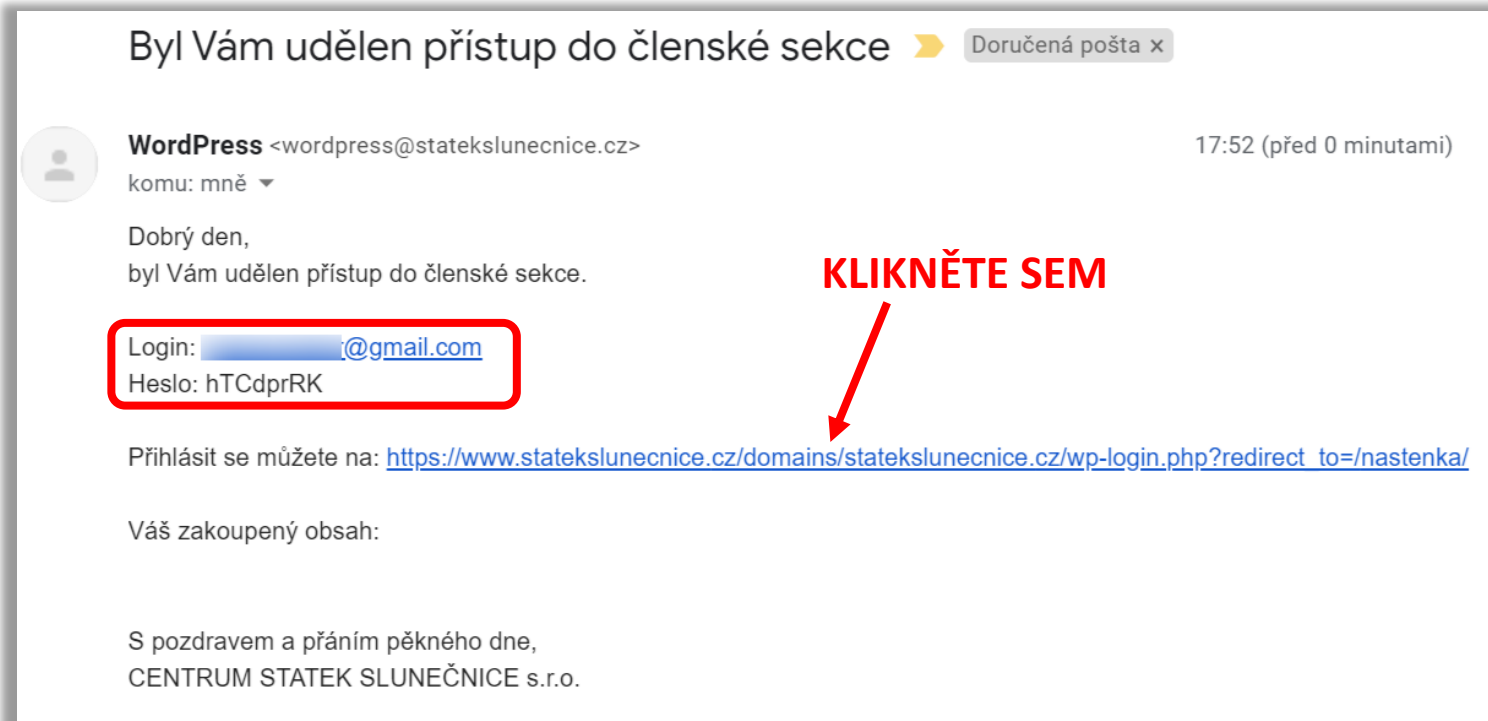 Byl Vám udělen přístup do členské sekce Doručená pošta ×
WordPress <wordpress@statekslunecnice.cz> 17:52 (před 0 minutami)
komu: mně
Dobrý den,
byl Vám udělen přístup do členské sekce.
KLIKNĚTE SEM
Login: @gmail.com
Heslo: hTCdprRK
Přihlásit se můžete na: https://www.statekslunecnice.cz/domains/statekslunecnice.cz/wp-login.php?redirect_to=/nastenka/
Váš zakoupený obsah:
S pozdravem a přáním pěkného dne,
CENTRUM STATEK SLUNEČNICE s.r.o.